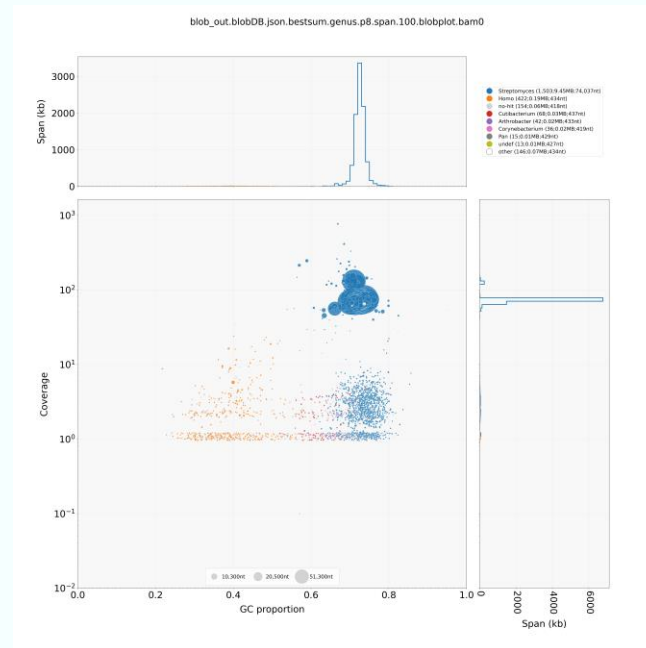 blob_out.blobDB.json.bestsum.genus.p8.span.100.blobplot.bam0
Span (kb)
3000
2000
1000
0
Streptomyces (1,503;9.45MB;74,037nt)
Homo (422;0.19MB;434nt)
no-hit (154;0.06MB;418nt)
Cutibacterium (68;0.03MB;437nt)
Arthrobacter (42;0.02MB;433nt)
Corynebacterium (36;0.02MB;419nt)
Pan (15;0.01MB;429nt)
undef (13;0.01MB;427nt)
other (146;0.07MB;434nt)
Coverage
10³
10²
10¹
10⁰
10⁻¹
10⁻²
10,300nt
20,500nt
51,300nt
0.0
0.2
0.4
0.6
0.8
1.0
GC proportion
0
2000
4000
6000
Span (kb)